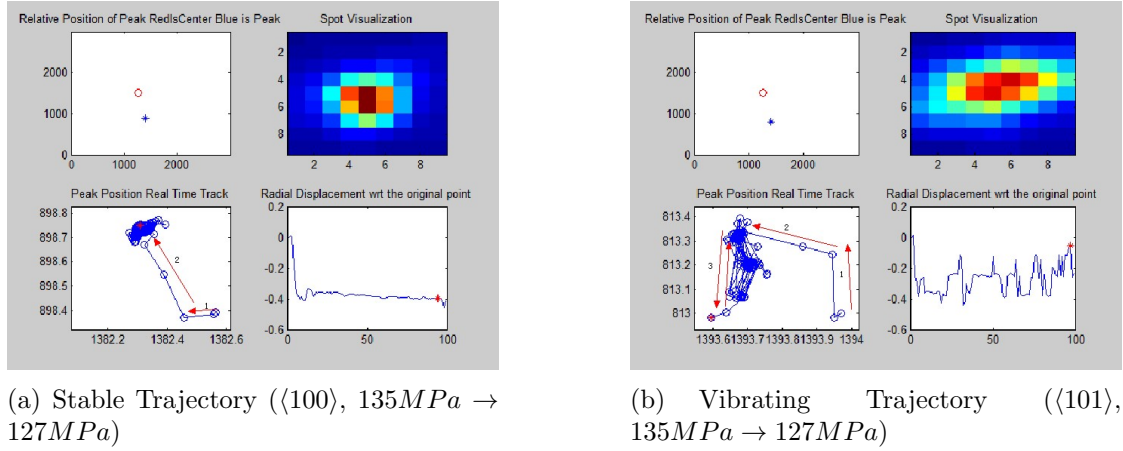 Relative Position of Peak RedIsCenter Blue is Peak
Spot Visualization
2000
1000
0
0 1000 2000
2
4
6
8
2 4 6 8
Peak Position Real Time Track
Radial Displacement wrt the original point
898.8
898.7
898.6
898.5
898.4
1382.2 1382.4 1382.6
2
1
0.2
0
-0.2
-0.4
-0.6
0 50 100
(a) Stable Trajectory (⟨100⟩, 135MPa →
127MPa)
Relative Position of Peak RedIsCenter Blue is Peak
Spot Visualization
2000
1000
0
0 1000 2000
2
4
6
8
2 4 6 8
Peak Position Real Time Track
Radial Displacement wrt the original point
813.4
813.3
813.2
813.1
813
1393.6 1393.7 1393.8 1393.9 1394
2
3
1
0.2
0
-0.2
-0.4
-0.6
0 50 100
(b) Vibrating Trajectory (⟨101⟩,
135MPa → 127MPa)